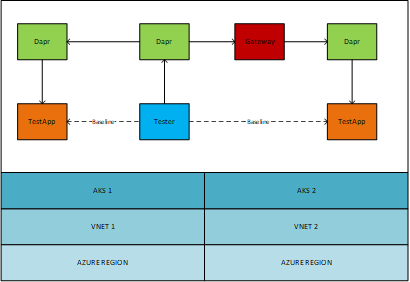 Dapr
Dapr
Gateway
Dapr
TestApp
Baseline
Tester
Baseline
TestApp
AKS 1
AKS 2
VNET 1
VNET 2
AZURE REGION
AZURE REGION